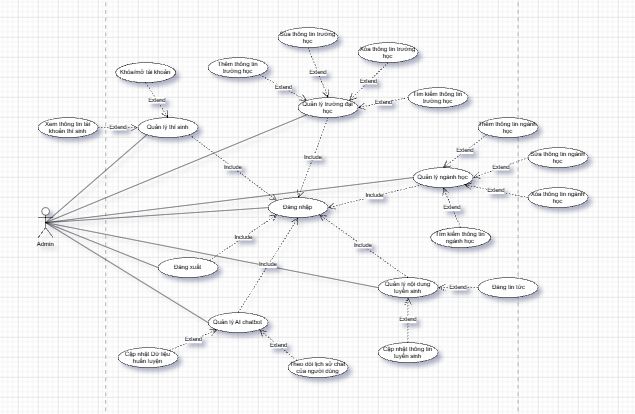 Sửa thông tin trường
học
Xóa thông tin trường
học
Thêm thông tin
trường học
Khóa/mở tài khoản
Extend
Extend
Extend
Tìm kiếm thông tin
trường học
Extend
Extend
Quản lý trường đại
học
Xem thông tin tài
khoản thí sinh
Extend
Quản lý thí sinh
Thêm thông tin ngành
học
Extend
Include
Include
Sửa thông tin ngành
học
Extend
Quản lý ngành học
Extend
Xóa thông tin ngành
học
Include
Đăng nhập
Extend
Admin
Include
Tìm kiếm thông tin
ngành học
Include
Include
Đăng xuất
Quản lý nội dung
tuyển sinh
Extend
Đăng tin tức
Quản lý AI chatbot
Extend
Extend
Extend
Cập nhật Dữ liệu
huấn luyện
Cập nhật thông tin
tuyển sinh
Theo dõi lịch sử chat
của người dùng